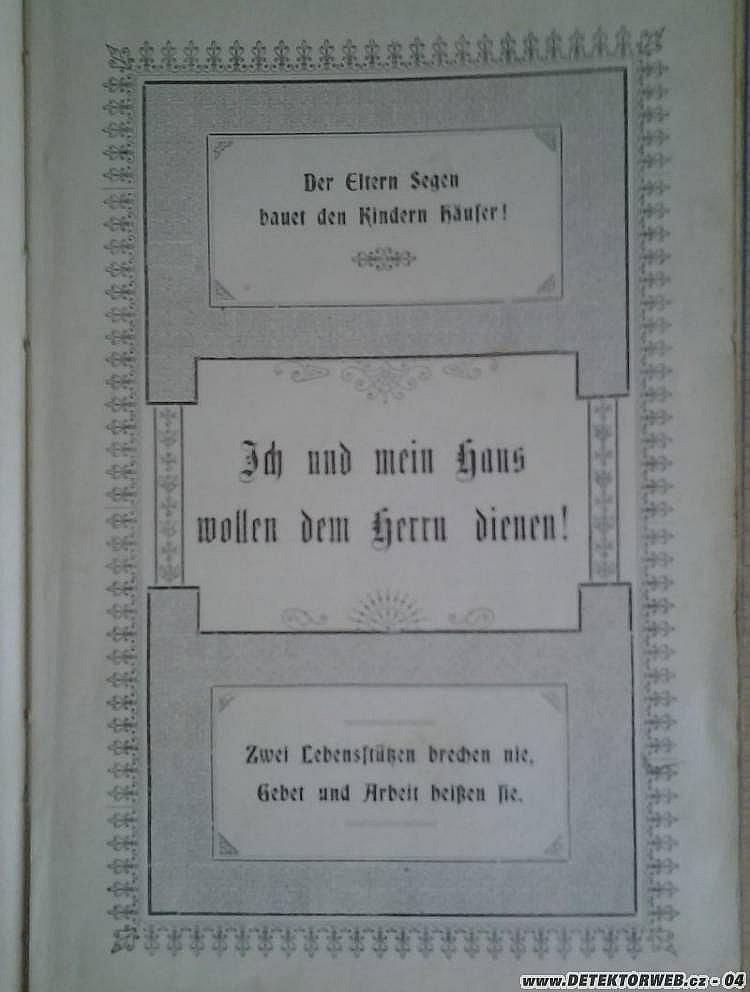 Der Eltern Segen
bauet den Kindern Häuſer!
Ich und mein Haus
wollen dem Herrn dienen!
Zwei Lebensſtützen brechen nie,
Gebet und Arbeit heißen ſie.
www.DETEKTORWEB.cz - 04